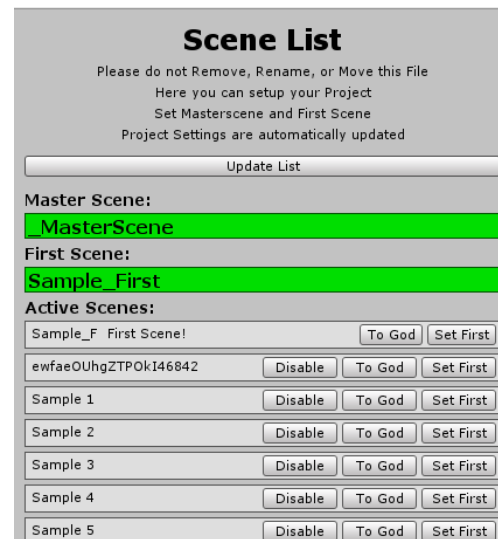 Scene List
Please do not Remove, Rename, or Move this File
Here you can setup your Project
Set Masterscene and First Scene
Project Settings are automatically updated
Update List
Master Scene:
_MasterScene
First Scene:
Sample_First
Active Scenes:
Sample_F First Scene! To God Set First
ewfaeOUhgZTPOkI46842 Disable To God Set First
Sample 1 Disable To God Set First
Sample 2 Disable To God Set First
Sample 3 Disable To God Set First
Sample 4 Disable To God Set First
Sample 5 Disable To God Set First